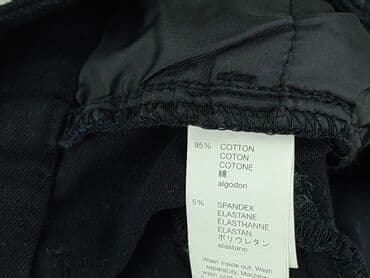 95% COTTON
COTON
COTONE
綿
algodon
5% SPANDEX
ELASTANE
ELASTHANNE
ELASTAN
ポリウレタン
elastano
Wash inside out. Wash
separately. Machine